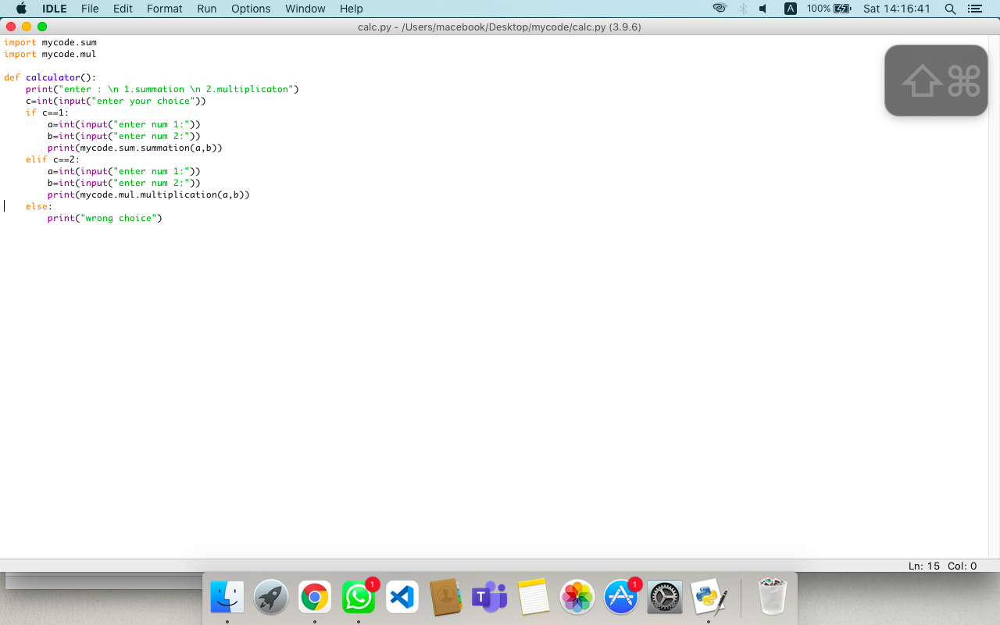 IDLE File Edit Format Run Options Window Help A 100% Sat 14:16:41
calc.py - /Users/macebook/Desktop/mycode/calc.py (3.9.6)
import mycode.sum
import mycode.mul
def calculator():
    print("enter : \n 1.summation \n 2.multiplicaton")
    c=int(input("enter your choice"))
    if c==1:
        a=int(input("enter num 1:"))
        b=int(input("enter num 2:"))
        print(mycode.sum.summation(a,b))
    elif c==2:
        a=int(input("enter num 1:"))
        b=int(input("enter num 2:"))
        print(mycode.mul.multiplication(a,b))
    else:
        print("wrong choice")
⇧⌘
Ln: 15 Col: 0
1
T
1